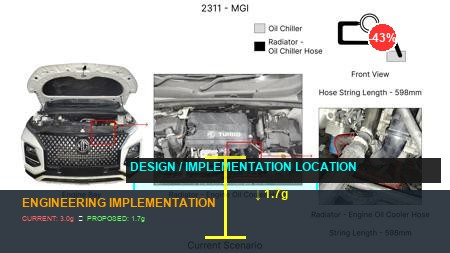 2311 - MGI
Oil Chiller
Radiator -
Oil Chiller Hose
-43%
Front View
Hose String Length - 598mm
TURBO
DESIGN / IMPLEMENTATION LOCATION
ENGINEERING IMPLEMENTATION
↓ 1.7g
CURRENT: 3.0g
PROPOSED: 1.7g
Radiator - Engine Oil Cooler Hose
String Length - 598mm
Current Scenario